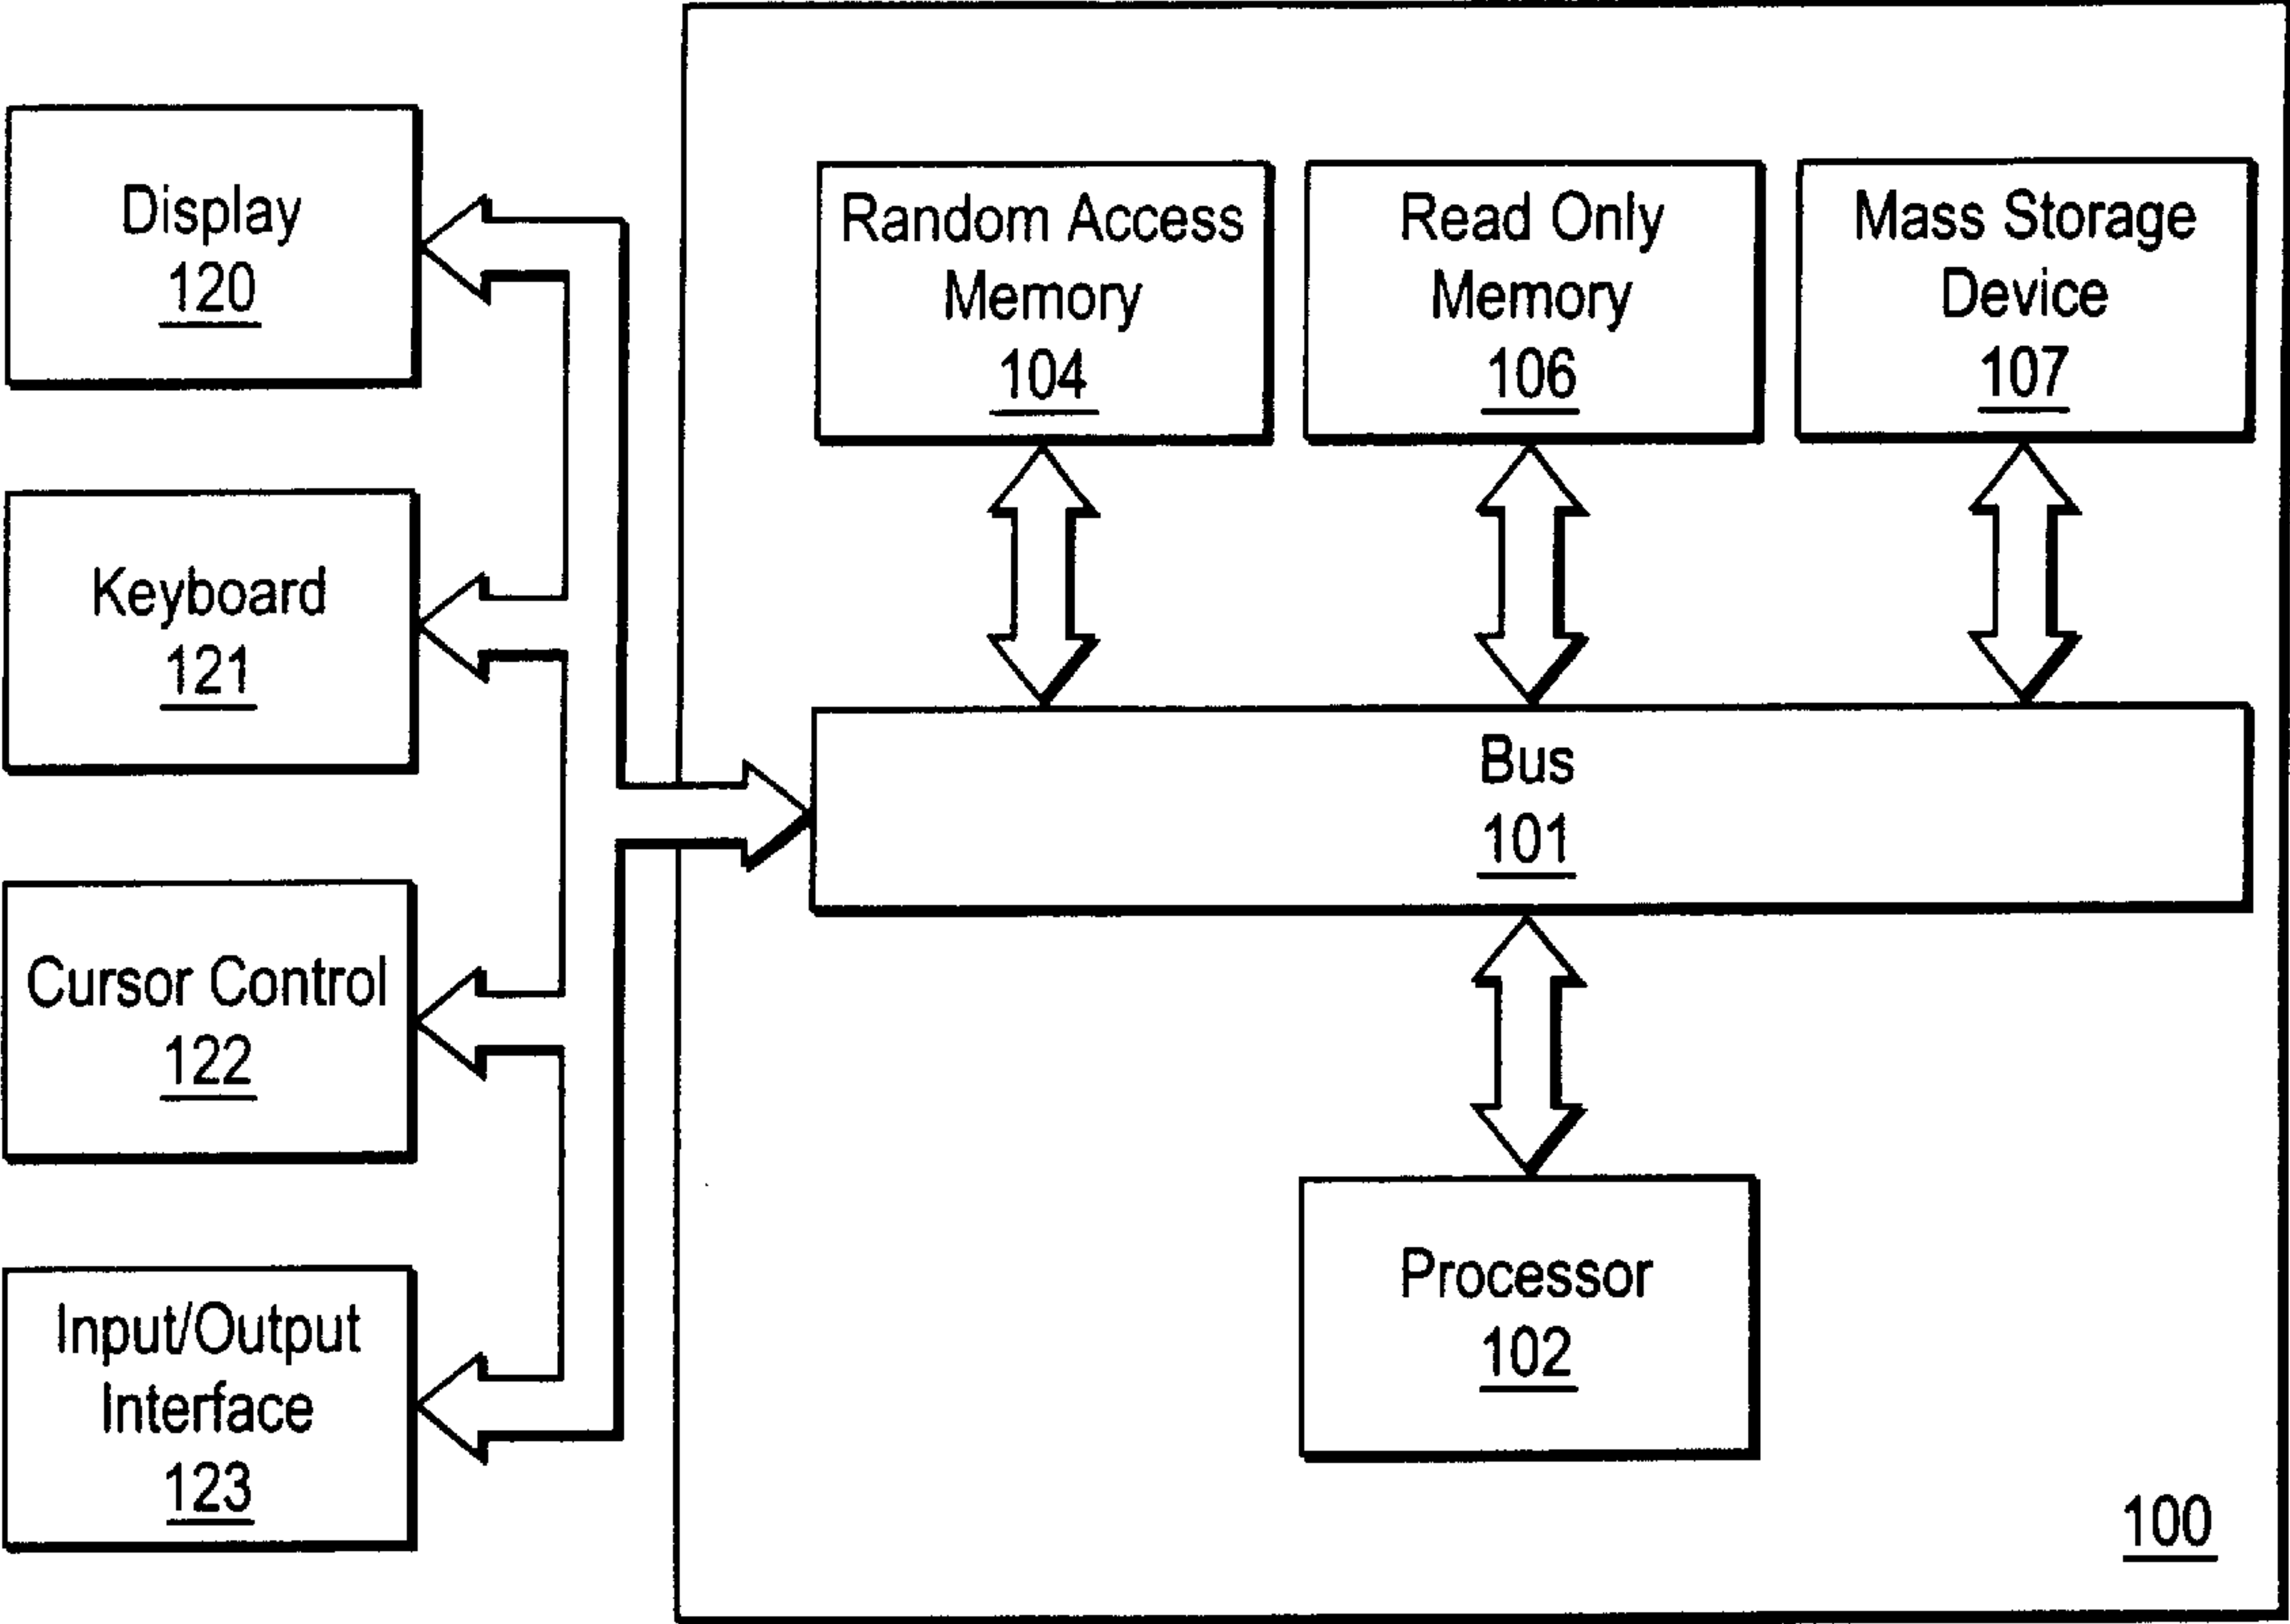 Display
120
Keyboard
121
Cursor Control
122
Input/Output
Interface
123
Random Access
Memory
104
Read Only
Memory
106
Mass Storage
Device
107
Bus
101
Processor
102
100